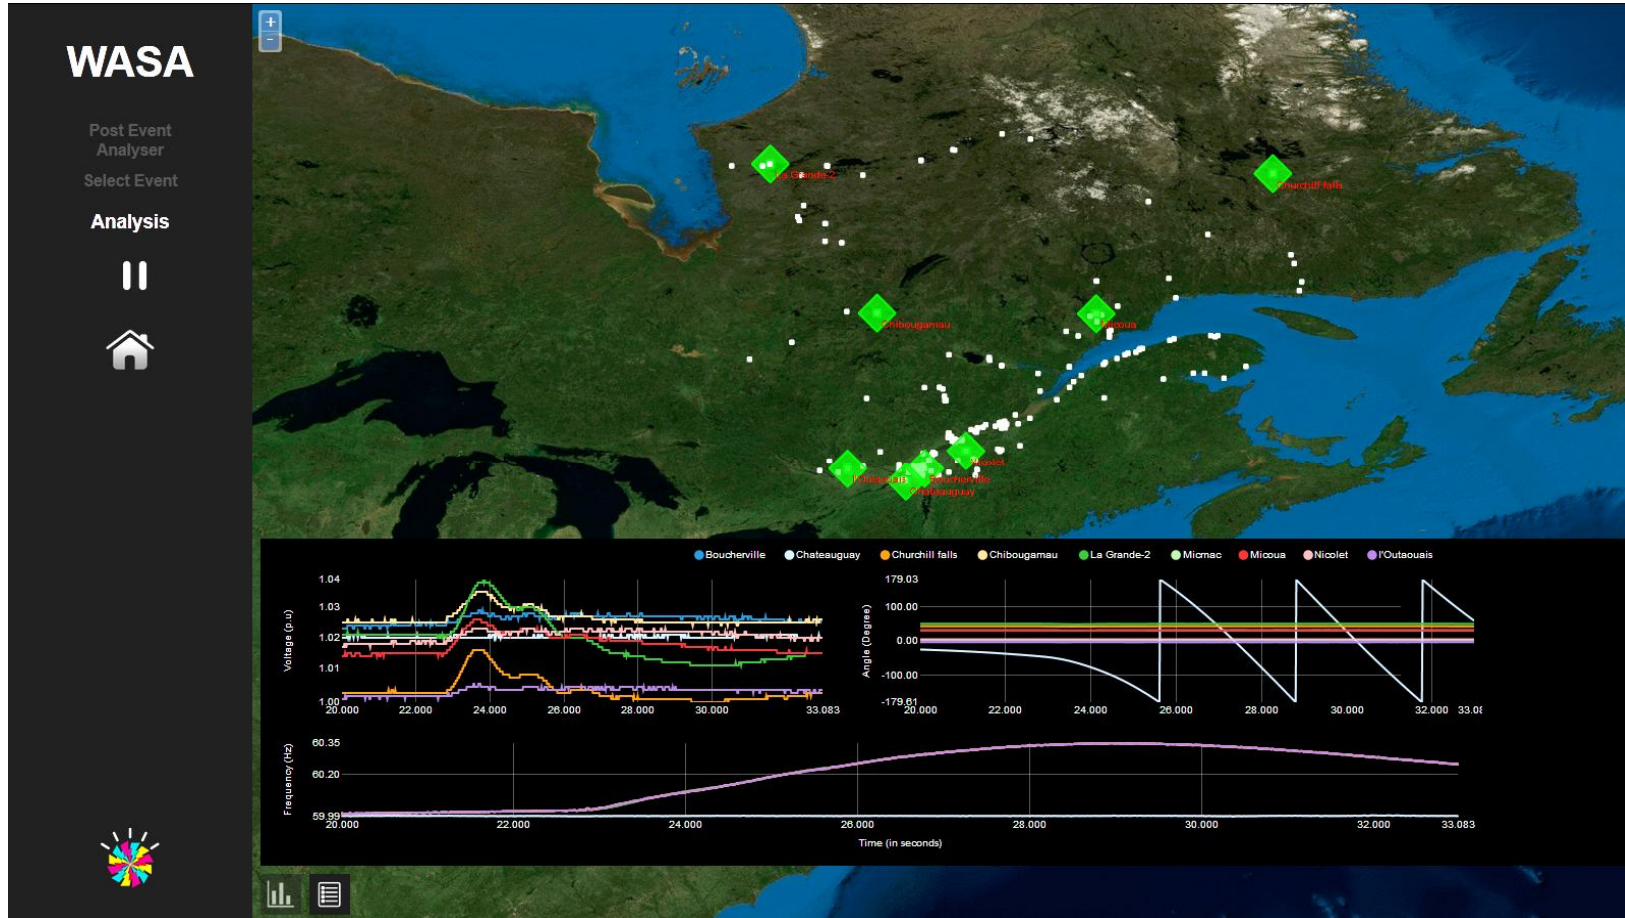 WASA
Post Event
Analyser
Select Event
Analysis
+
-
La Grande-2
Churchill falls
Chibougamau
Micoua
Nicolet
l'Outaouais
Boucherville
Chateauguay
Boucherville Chateauguay Churchill falls Chibougamau La Grande-2 Micmac Micoua Nicolet l'Outaouais
Voltage (p.u)
1.04
1.03
1.02
1.01
1.00
20.000 22.000 24.000 26.000 28.000 30.000 33.083
Angle (Degree)
179.03
100.00
0.00
-100.00
-179.61
20.000 22.000 24.000 26.000 28.000 30.000 32.000 33.08
Frequency (Hz)
60.35
60.20
59.99
20.000 22.000 24.000 26.000 28.000 30.000 32.000 33.083
Time (in seconds)